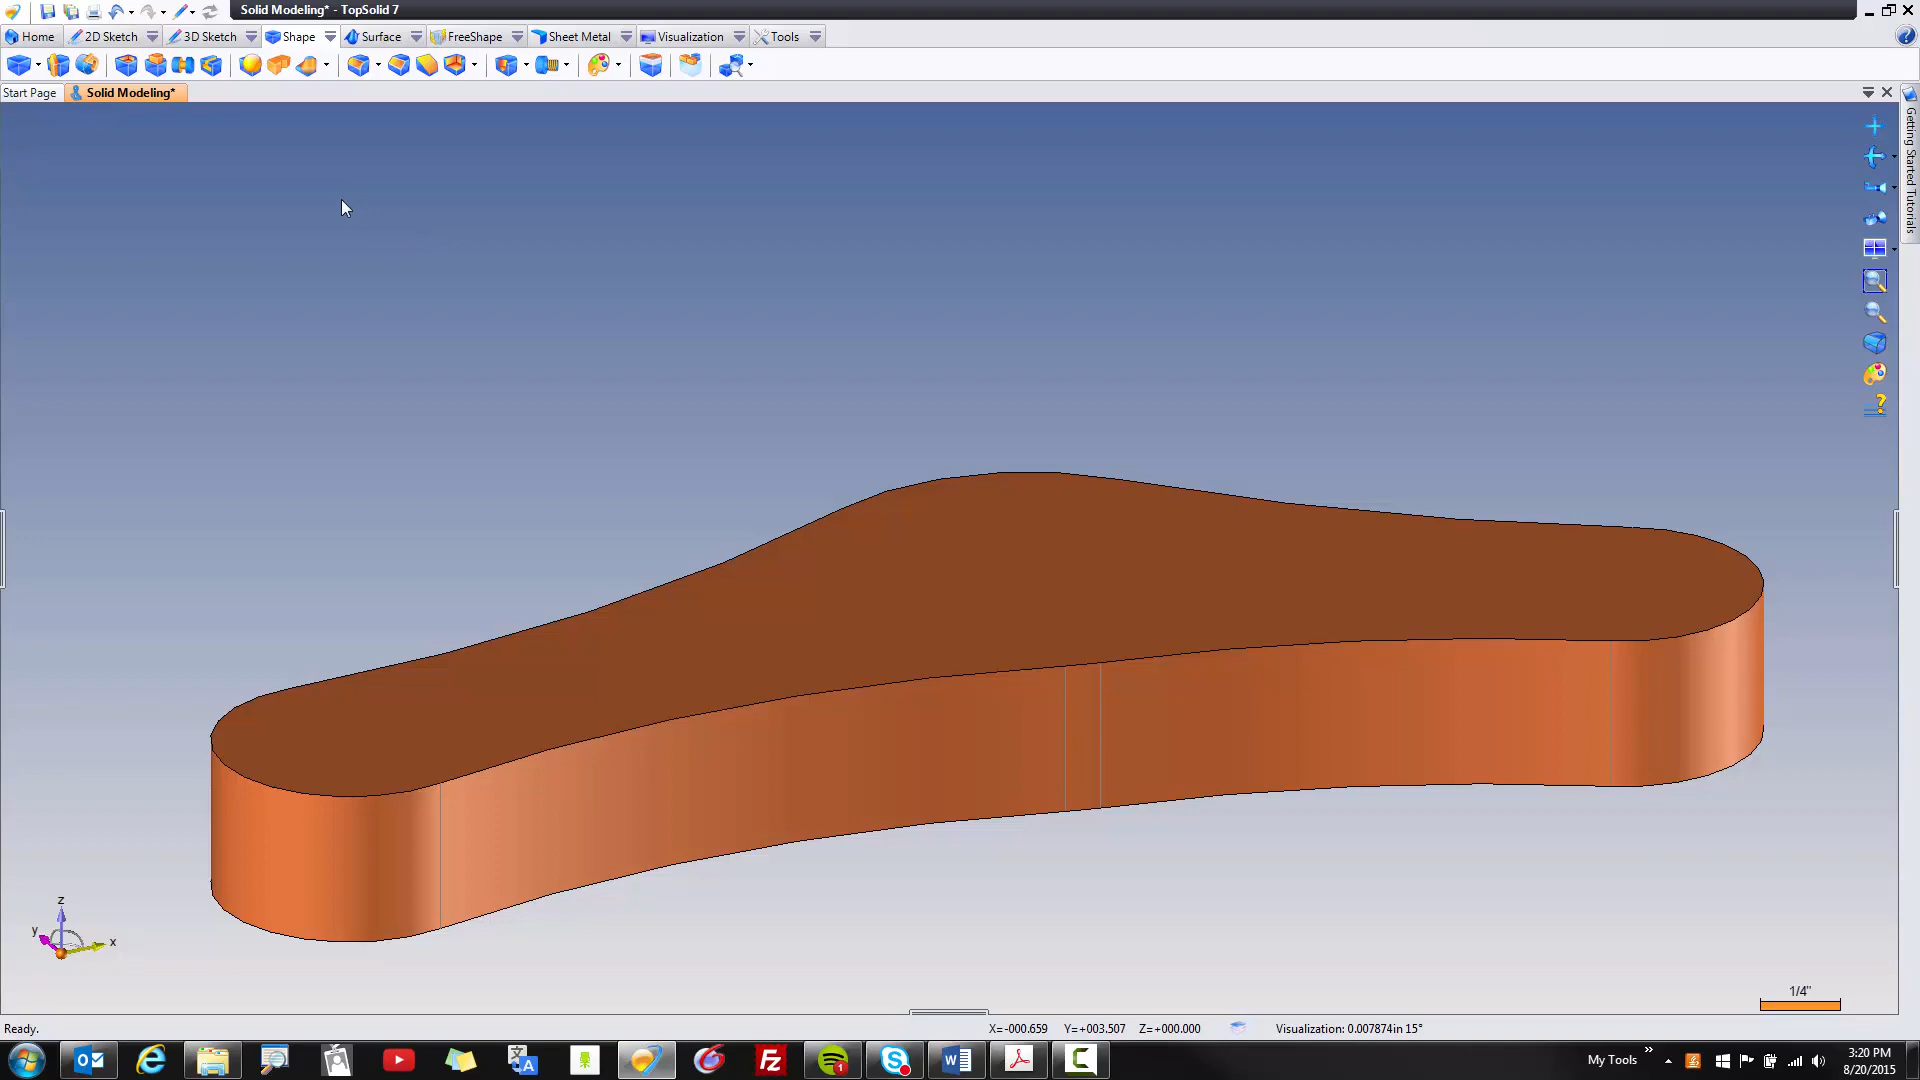 Solid Modeling* - TopSolid 7
Home 2D Sketch 3D Sketch Shape Surface FreeShape Sheet Metal Visualization Tools
Start Page Solid Modeling*
Getting Started Tutorials
z
y
x
1/4"
Ready. X=-000.659 Y=+003.507 Z=+000.000 Visualization: 0.007874in 15°
My Tools »
3:20 PM
8/20/2015